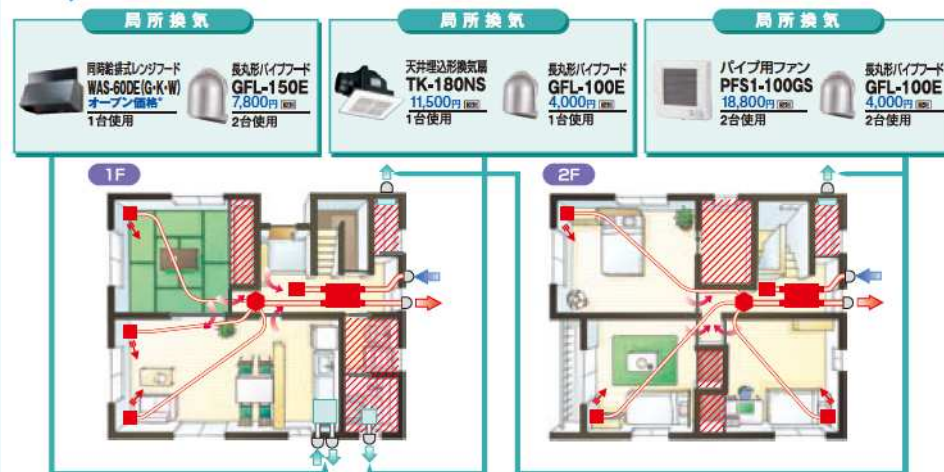 局所換気
同時給排式レンジフード
WAS-60DE(G・K・W)
オープン価格*
1台使用
長丸形パイプフード
GFL-150E
7,800円
2台使用
局所換気
天井埋込形換気扇
TK-180NS
11,500円
1台使用
長丸形パイプフード
GFL-100E
4,000円
1台使用
局所換気
パイプ用ファン
PFS1-100GS
18,800円
2台使用
長丸形パイプフード
GFL-100E
4,000円
2台使用
1F
2F